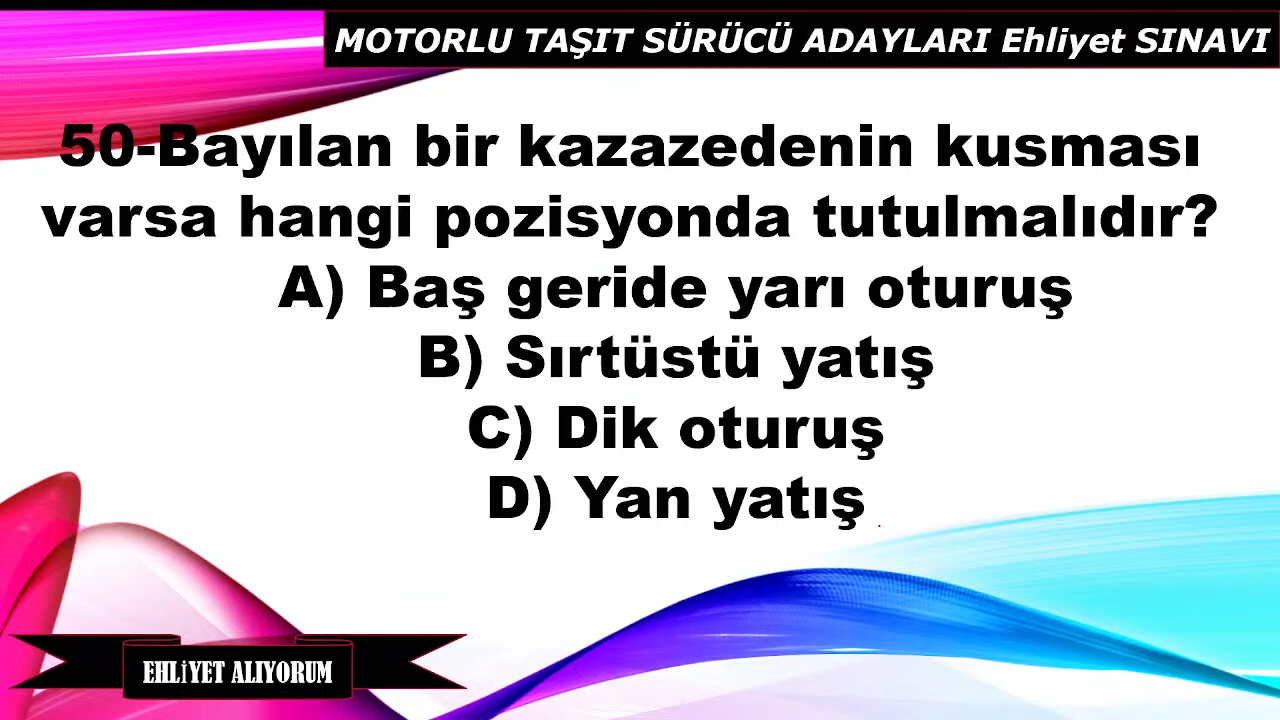 MOTORLU TAŞIT SÜRÜCÜ ADAYLARI Ehliyet SINAVI
50-Bayılan bir kazazedenin kusması
varsa hangi pozisyonda tutulmalıdır?
A) Baş geride yarı oturuş
B) Sırtüstü yatış
C) Dik oturuş
D) Yan yatış
EHLİYET ALIYORUM